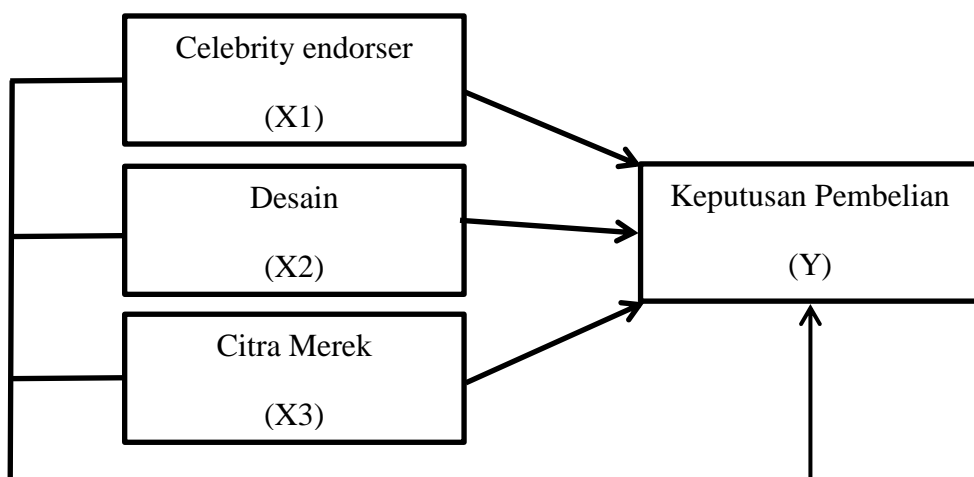 Celebrity endorser
(X1)
Desain
(X2)
Citra Merek
(X3)
Keputusan Pembelian
(Y)